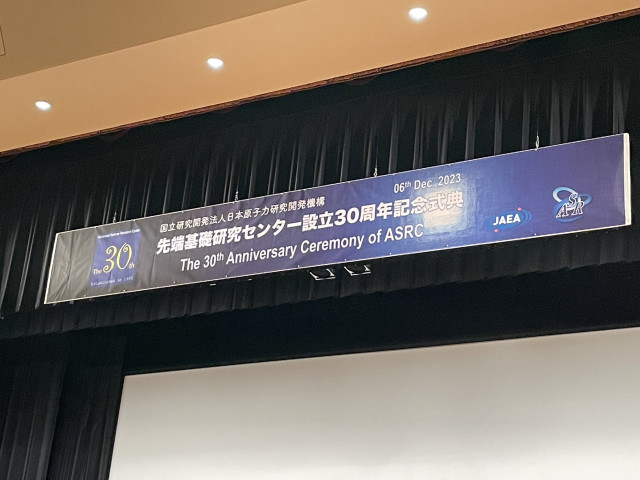 国立研究開発法人日本原子力研究開発機構
06th Dec. 2023
先端基礎研究センター設立30周年記念式典
The 30th Anniversary Ceremony of ASRC
The 30th
JAEA